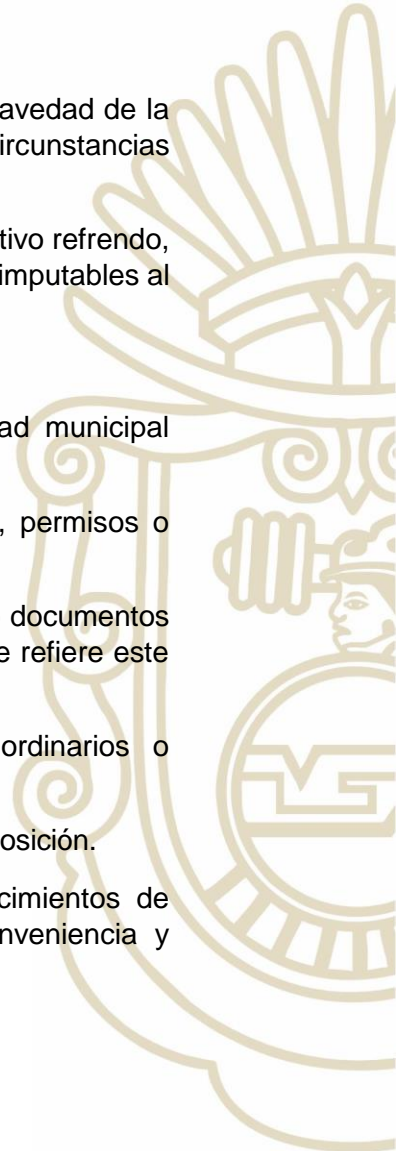 avedad de la
ircunstancias
tivo refrendo,
imputables al
ad municipal
, permisos o
documentos
e refiere este
ordinarios o
osición.
cimientos de
nveniencia y